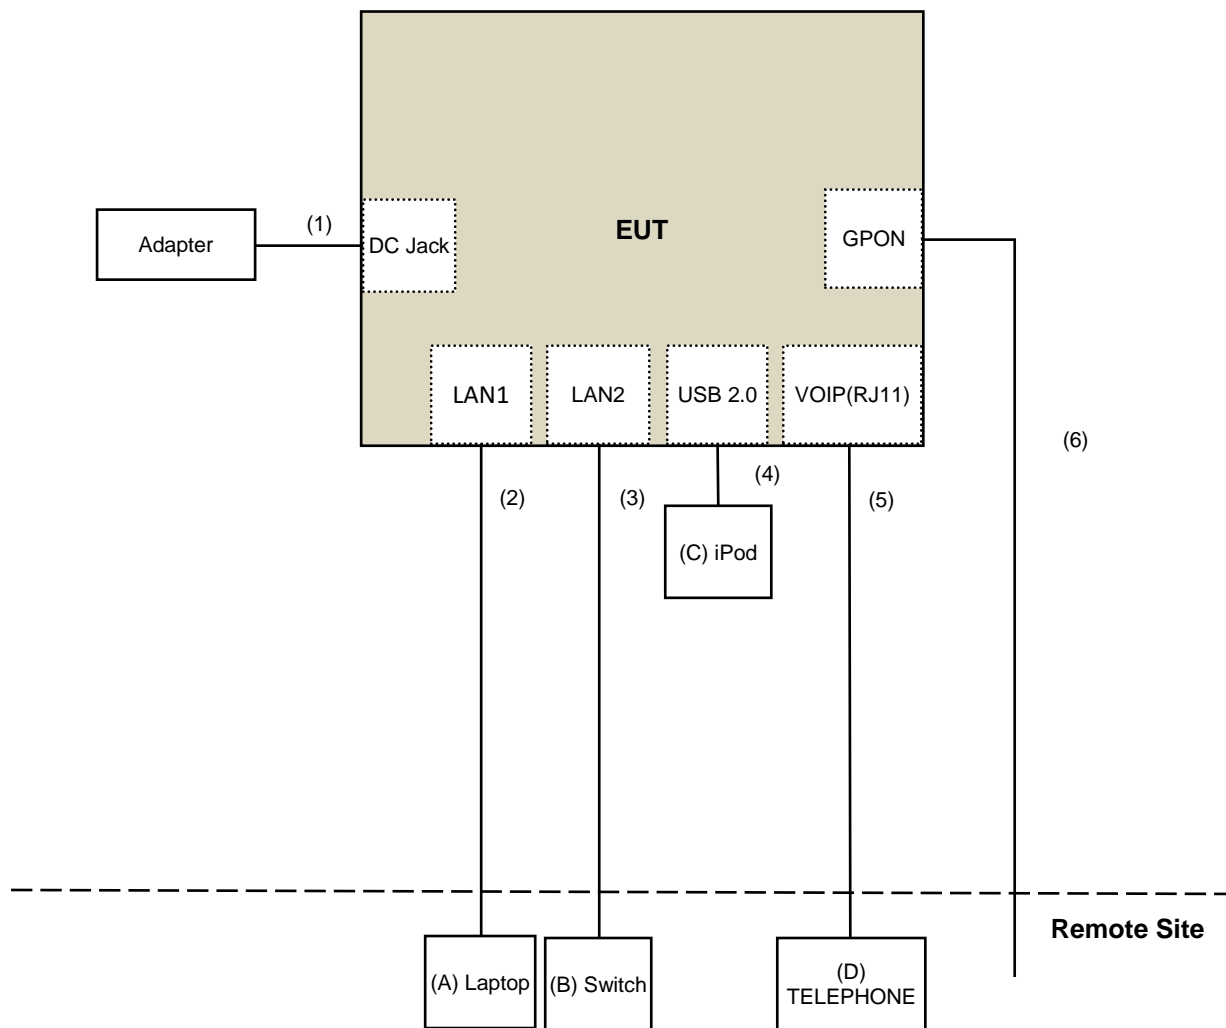 EUT
(1)
Adapter
DC Jack
GPON
LAN1
LAN2
USB 2.0
VOIP(RJ11)
(2)
(3)
(4)
(5)
(6)
(C) iPod
Remote Site
(A) Laptop
(B) Switch
(D)
TELEPHONE